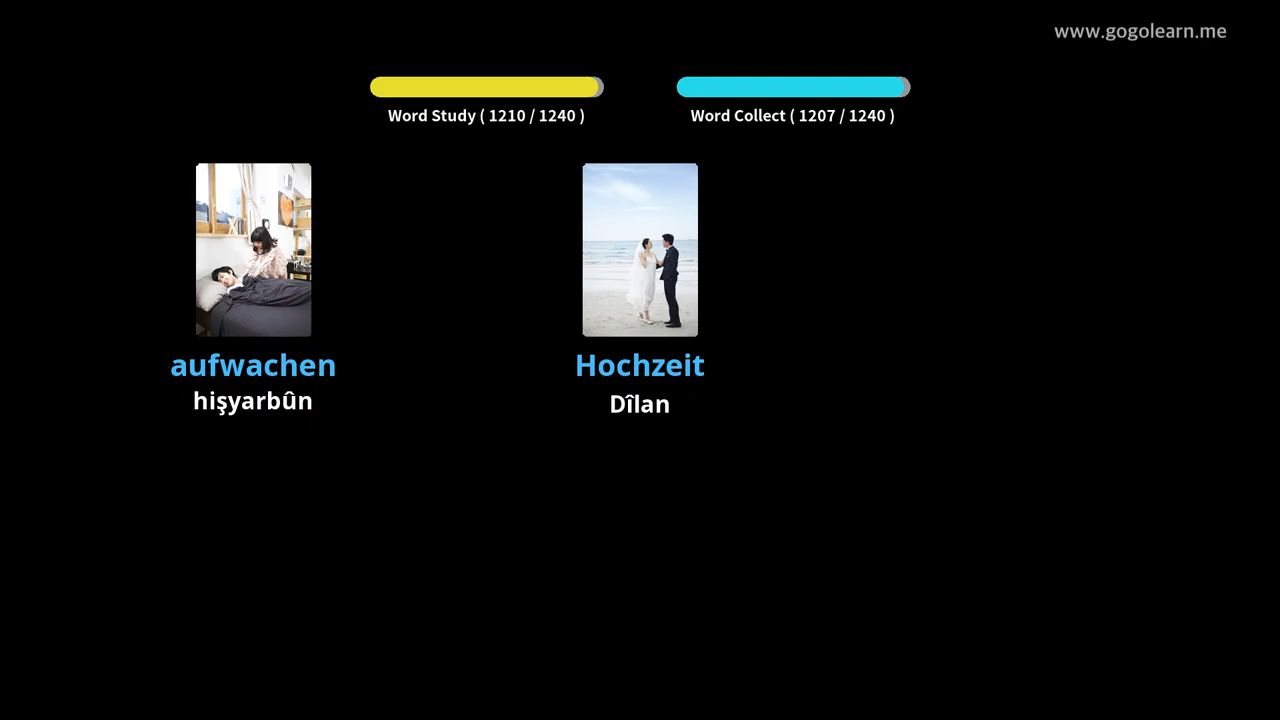 www.gogolearn.me
Word Study ( 1210 / 1240 )
Word Collect ( 1207 / 1240 )
aufwachen
hişyarbûn
Hochzeit
Dîlan